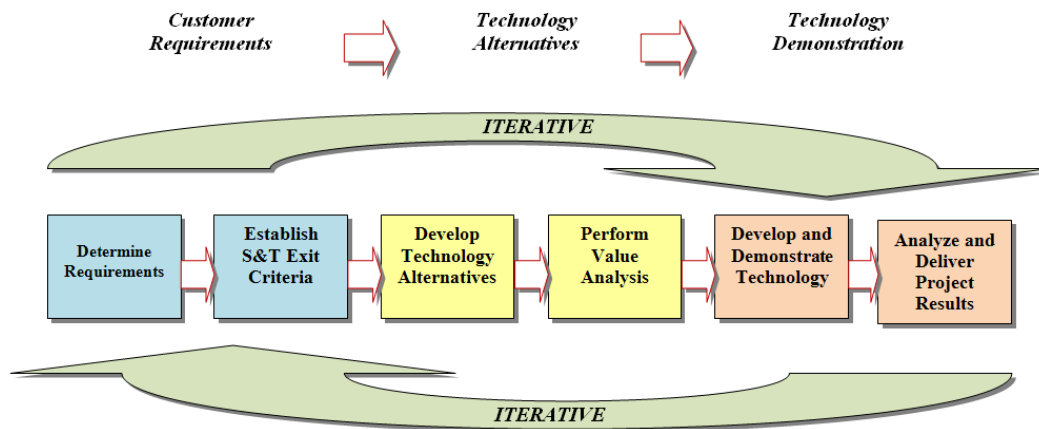 Customer
Requirements
Technology
Alternatives
Technology
Demonstration
ITERATIVE
Determine
Requirements
Establish
S&T Exit
Criteria
Develop
Technology
Alternatives
Perform
Value
Analysis
Develop and
Demonstrate
Technology
Analyze and
Deliver
Project
Results
ITERATIVE